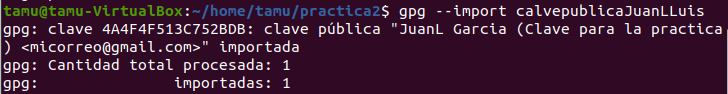 tamu@tamu-VirtualBox:~/home/tamu/practica2$ gpg --import calvepublicaJuanLLuis
gpg: clave 4A4F4F513C752BDB: clave pública "JuanL Garcia (Clave para la practica
) <micorreo@gmail.com>" importada
gpg: Cantidad total procesada: 1
gpg:               importadas: 1